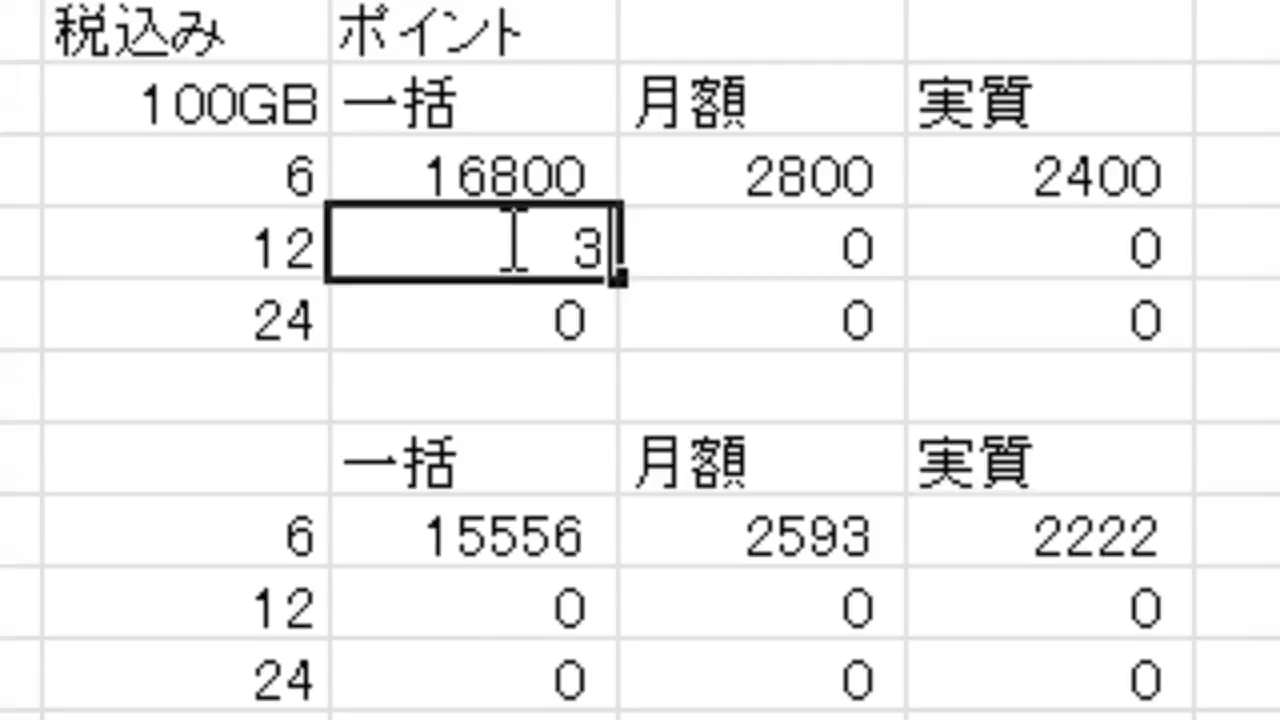 税込み ポイント
100GB 一括 月額 実質
6 16800 2800 2400
12 3 0 0
24 0 0 0
一括 月額 実質
6 15556 2593 2222
12 0 0 0
24 0 0 0